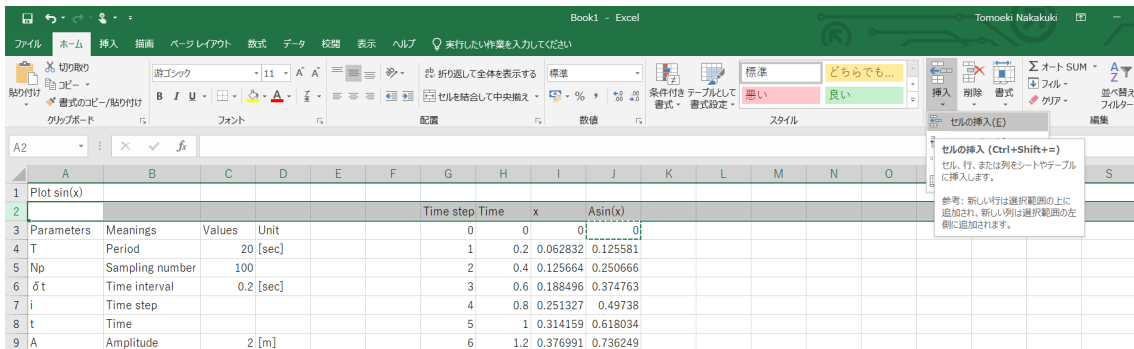 Book1 - Excel
Tomoeki Nakakuki
ファイル ホーム 挿入 描画 ページ レイアウト 数式 データ 校閲 表示 ヘルプ 実行したい作業を入力してください
切り取り
コピー
書式のコピー/貼り付け
貼り付け
クリップボード
游ゴシック 11
B I U
フォント
折り返して全体を表示する
セルを結合して中央揃え
配置
標準
数値
条件付き 書式
テーブルとして 書式設定
標準 どちらでも...
悪い 良い
スタイル
挿入 削除 書式
オート SUM
フィル
クリア
並べ替え
フィルター
編集
セルの挿入(E)
セルの挿入 (Ctrl+Shift+=)
セル、行、または列をシートやテーブル
に挿入します。
参考: 新しい行は選択範囲の上に
追加され、新しい列は選択範囲の左
側に追加されます。
A2 fx
A B C D E F G H I J K L M N O S
1 Plot sin(x)
2 Time step Time x Asin(x)
3 Parameters Meanings Values Unit 0 0 0 0
4 T Period 20 [sec] 1 0.2 0.062832 0.125581
5 Np Sampling number 100 2 0.4 0.125664 0.250666
6 δt Time interval 0.2 [sec] 3 0.6 0.188496 0.374763
7 i Time step 4 0.8 0.251327 0.49738
8 t Time 5 1 0.314159 0.618034
9 A Amplitude 2 [m] 6 1.2 0.376991 0.736249